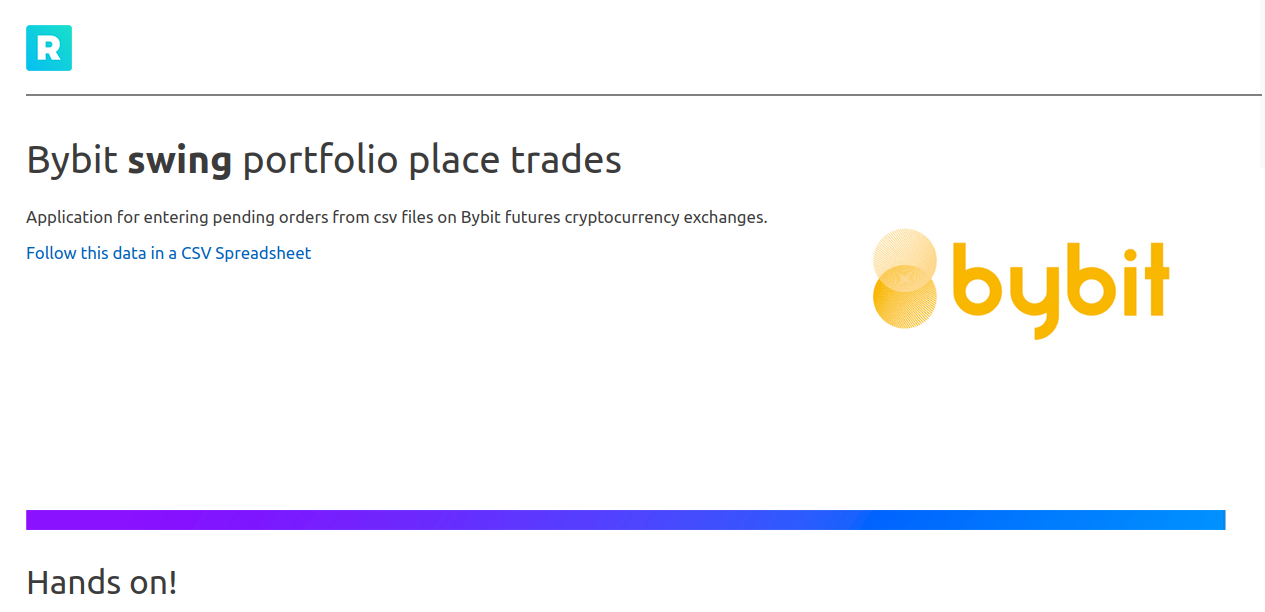 R
Bybit swing portfolio place trades
Application for entering pending orders from csv files on Bybit futures cryptocurrency exchanges.
Follow this data in a CSV Spreadsheet
bybit
Hands on!